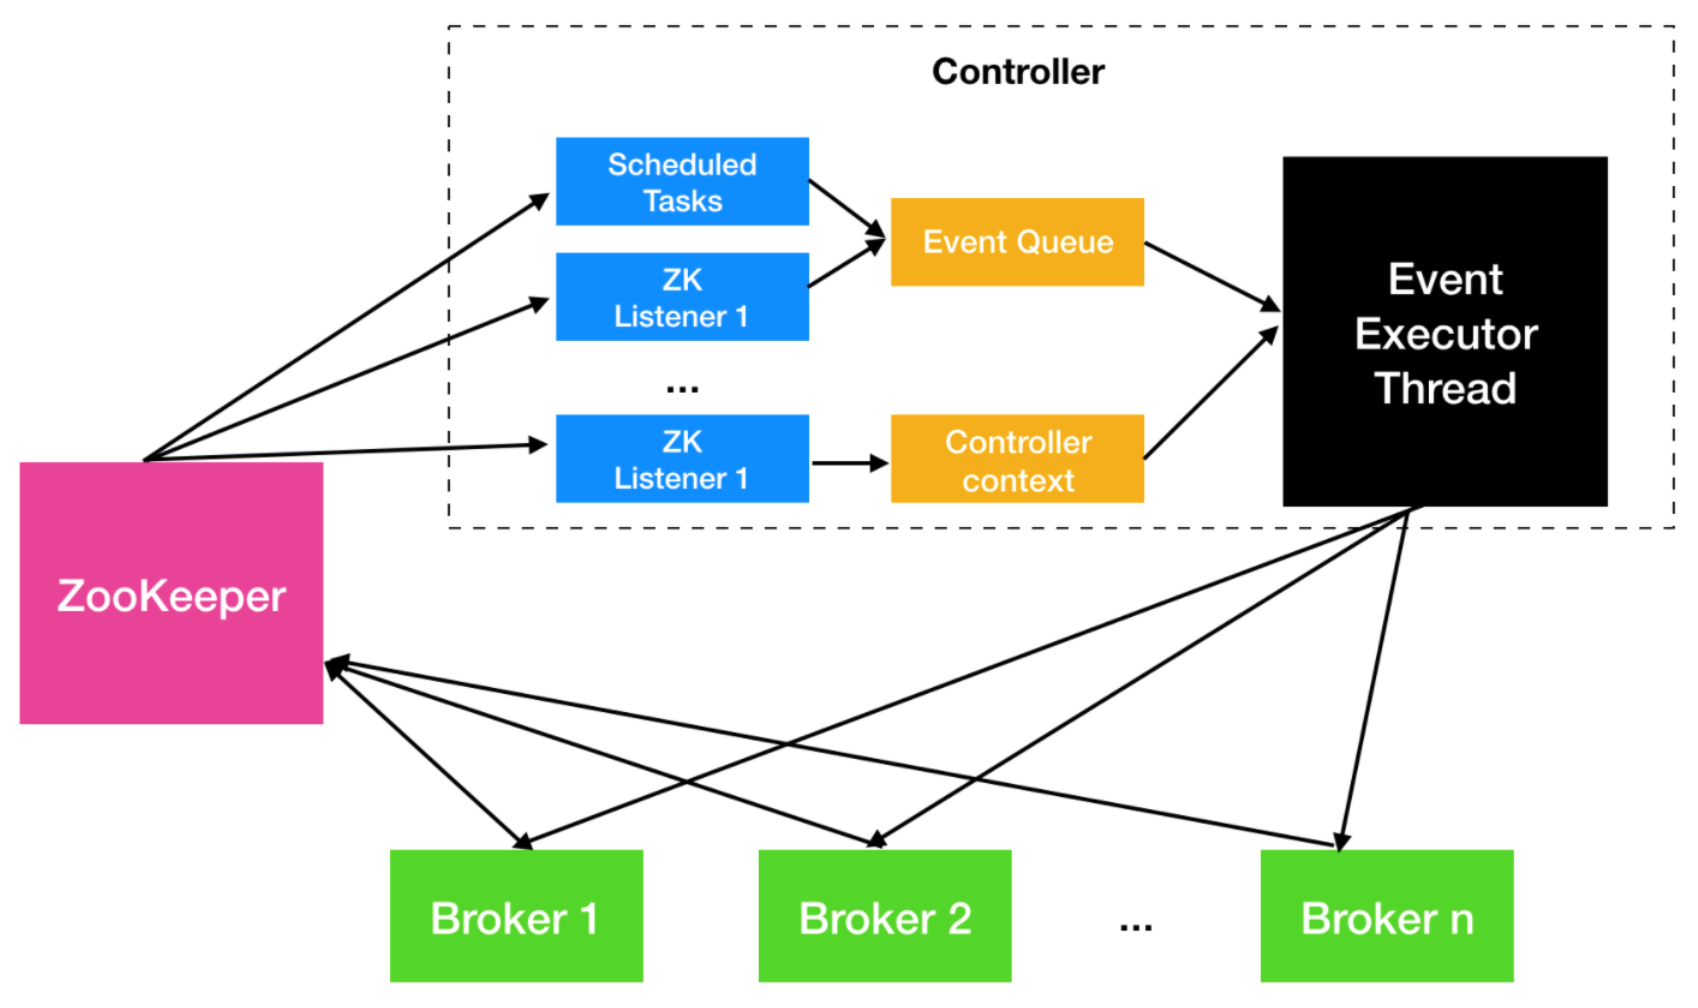 Controller
Scheduled
Tasks
Event Queue
ZK
Listener 1
...
Event
Executor
Thread
ZK
Listener 1
Controller
context
ZooKeeper
Broker 1
Broker 2
...
Broker n